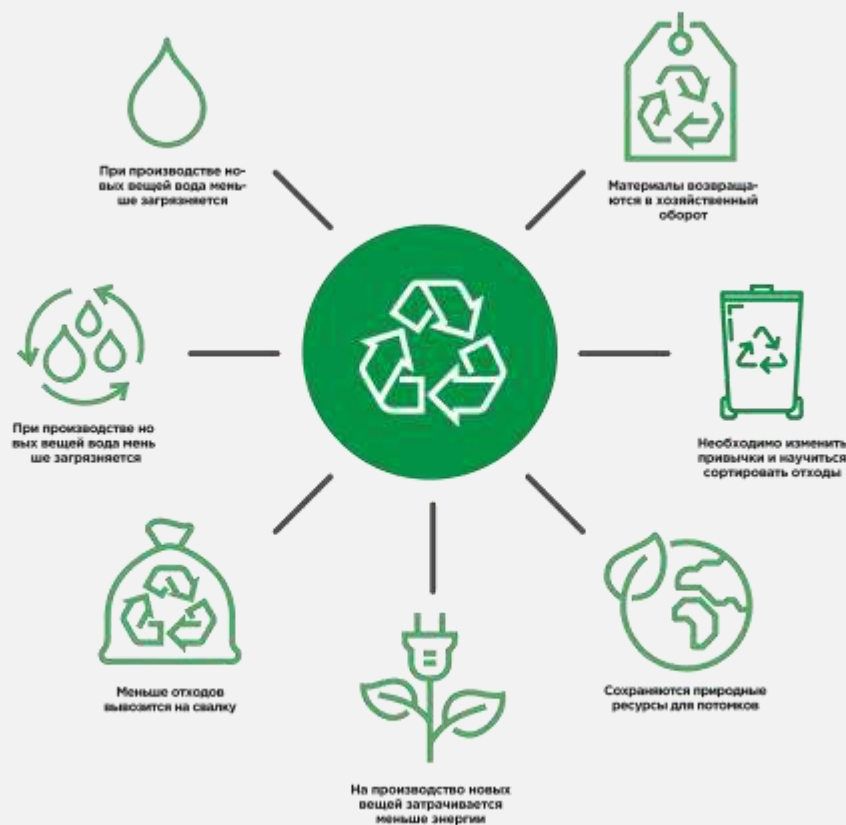 При производстве но-
вых вещей вода мень-
ше загрязняется
Материалы возвраща-
ются в хозяйственный
оборот
При производстве но
вых вещей вода мень
ше загрязняется
Необходимо изменить
привычки и научиться
сортировать отходы
Меньше отходов
вывозится на свалку
Сохраняются природные
ресурсы для потомков
На производство новых
вещей затрачивается
меньше энергии